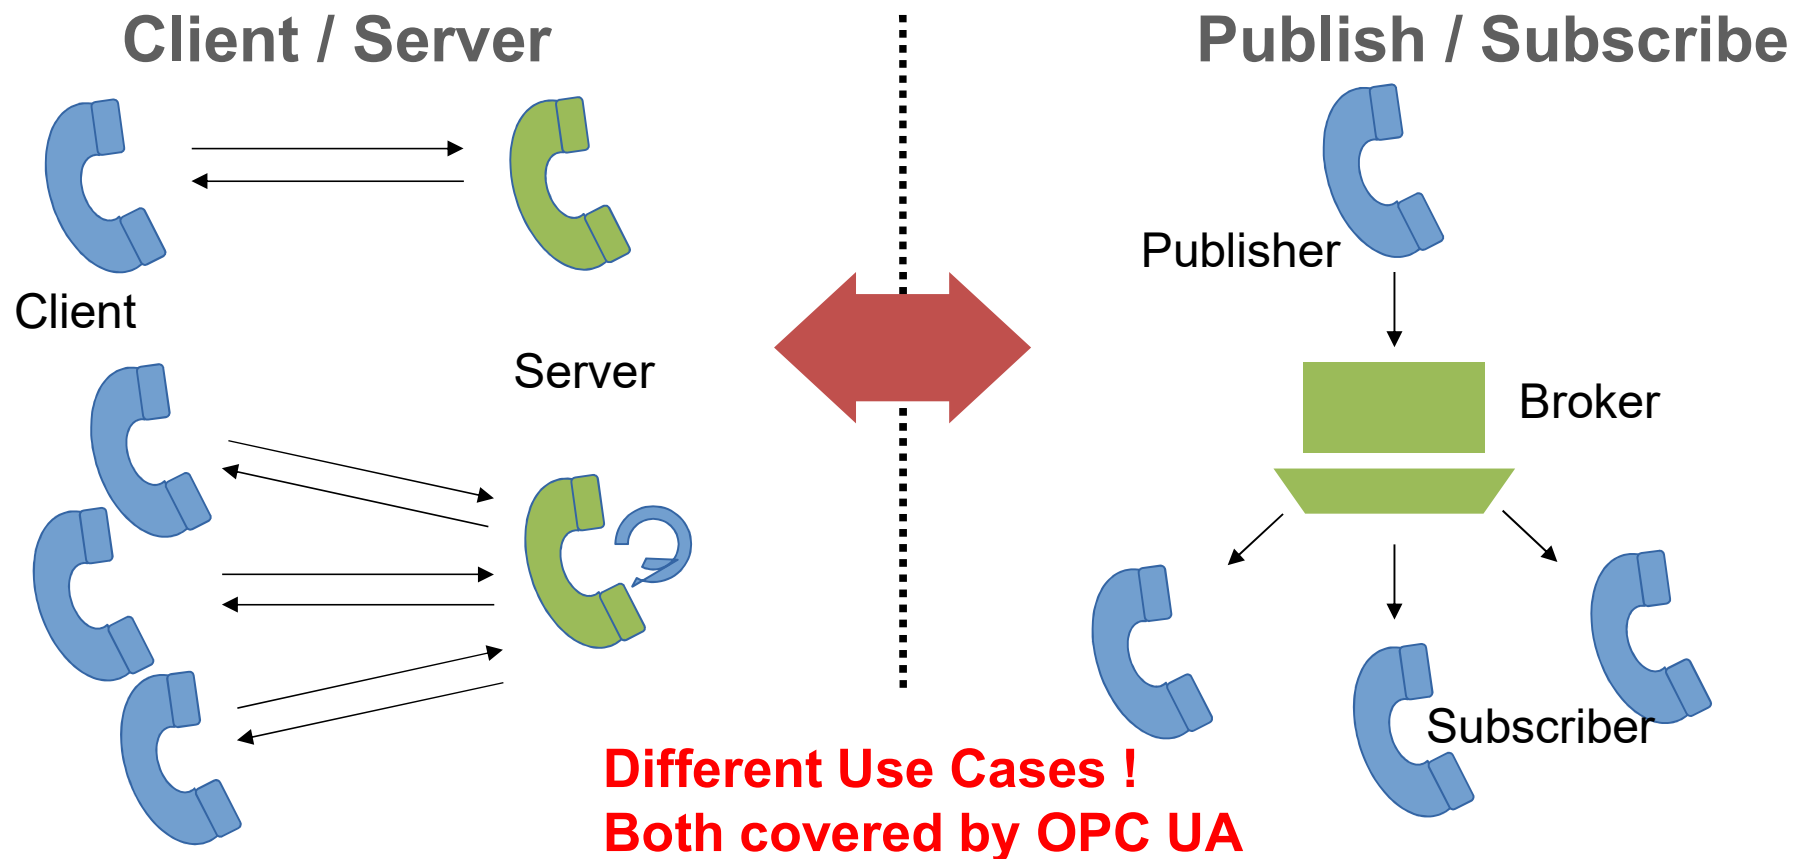 Client / Server
Publish / Subscribe
Publisher
Client
Server
Broker
Subscriber
Different Use Cases !
Both covered by OPC UA